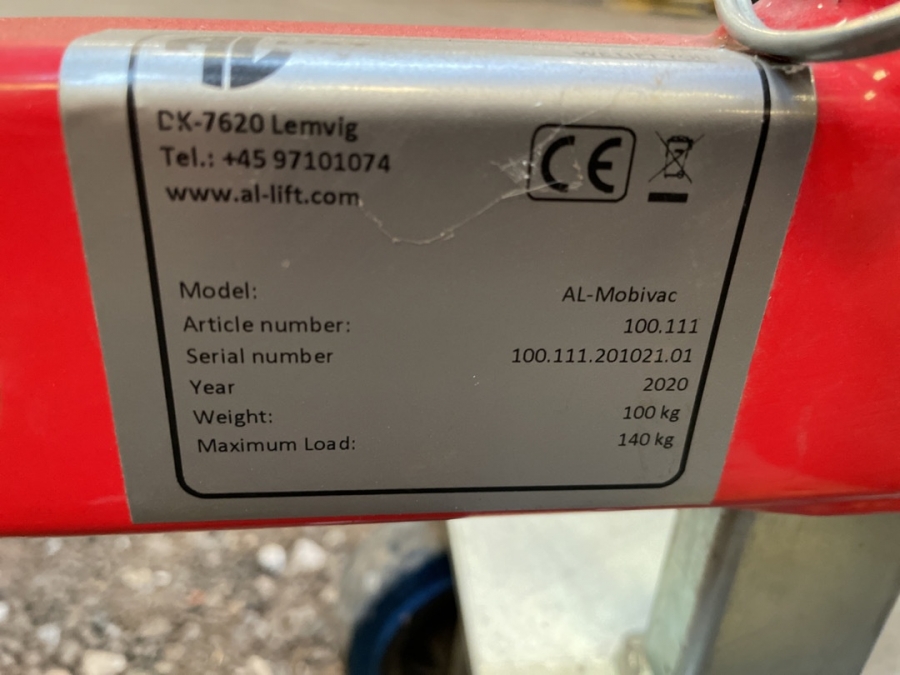 DK-7620 Lemvig
Tel.: +45 97101074
www.al-lift.com
CE
Model: AL-Mobivac
Article number: 100.111
Serial number 100.111.201021.01
Year 2020
Weight: 100 kg
Maximum Load: 140 kg